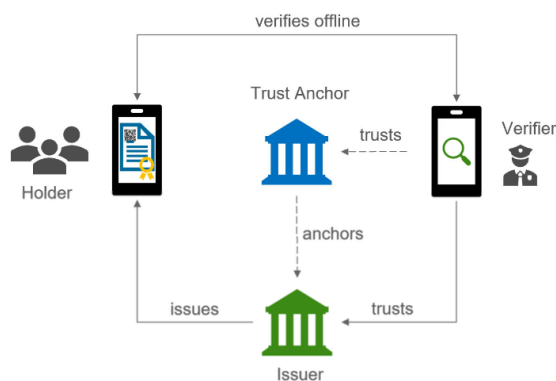 verifies offline
Trust Anchor
trusts
Verifier
Holder
anchors
issues
trusts
Issuer